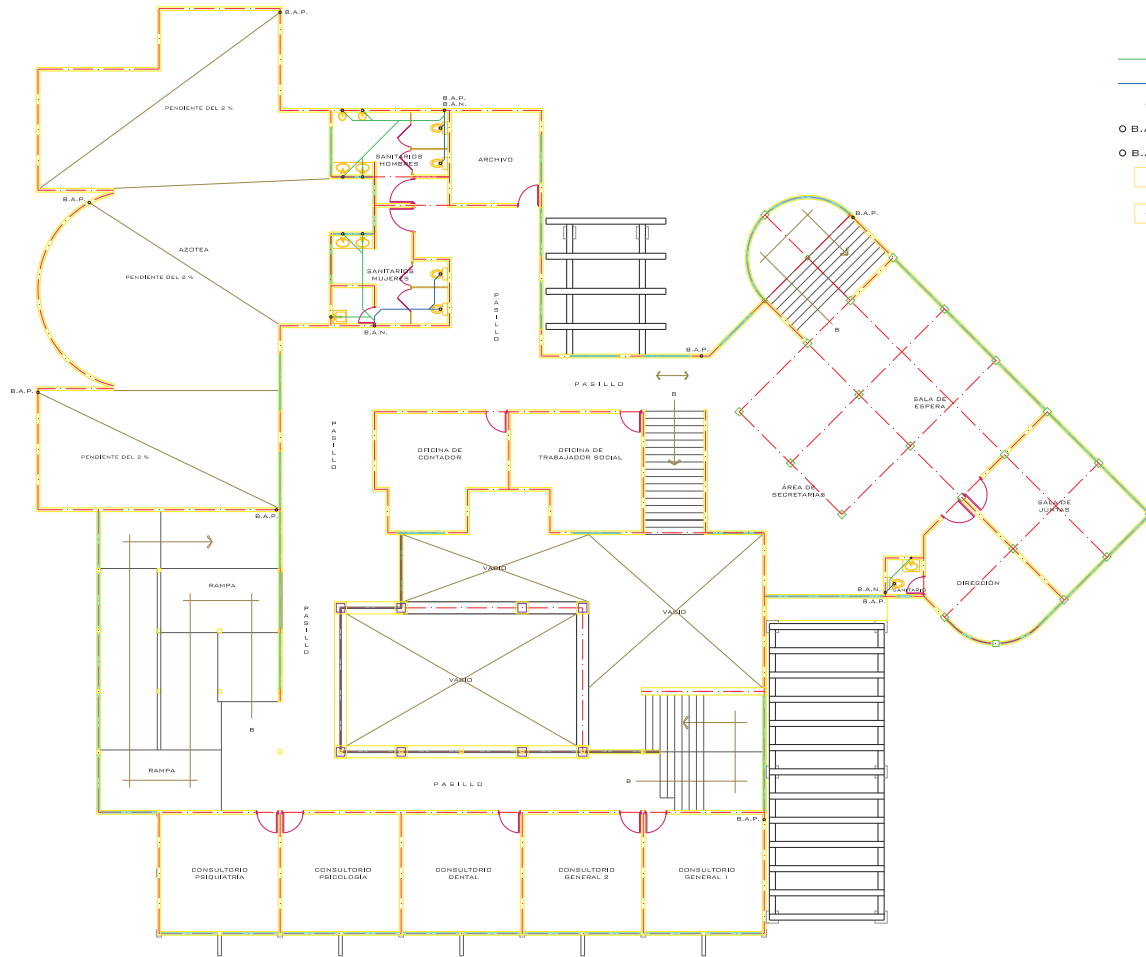 B.A.P.
PENDIENTE DEL 2 %
B.A.P.
B.A.N.
SANITARIOS
HOMBRES
ARCHIVO
B.A.P.
AZOTEA
PENDIENTE DEL 2 %
SANITARIOS
MUJERES
B.A.N.
PASILLO
B.A.P.
B
B.A.P.
PASILLO
B
SALA DE
ESPERA
B.A.P.
PENDIENTE DEL 2 %
B.A.P.
PASILLO
OFICINA DE
CONTADOR
OFICINA DE
TRABAJADOR SOCIAL
ÁREA DE
SECRETARIAS
SALA DE
JUNTAS
DIRECCIÓN
B.A.N.
SANITARIO
B.A.P.
RAMPA
PASILLO
VACIO
VACIO
VACIO
B
RAMPA
PASILLO
B
B.A.P.
CONSULTORIO
PSIQUIATRÍA
CONSULTORIO
PSICOLOGÍA
CONSULTORIO
DENTAL
CONSULTORIO
GENERAL 2
CONSULTORIO
GENERAL 1